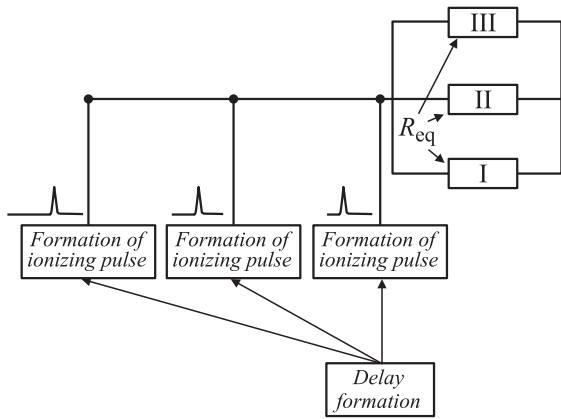 III
II
R_eq
I
Formation of
ionizing pulse
Formation of
ionizing pulse
Formation of
ionizing pulse
Delay
formation